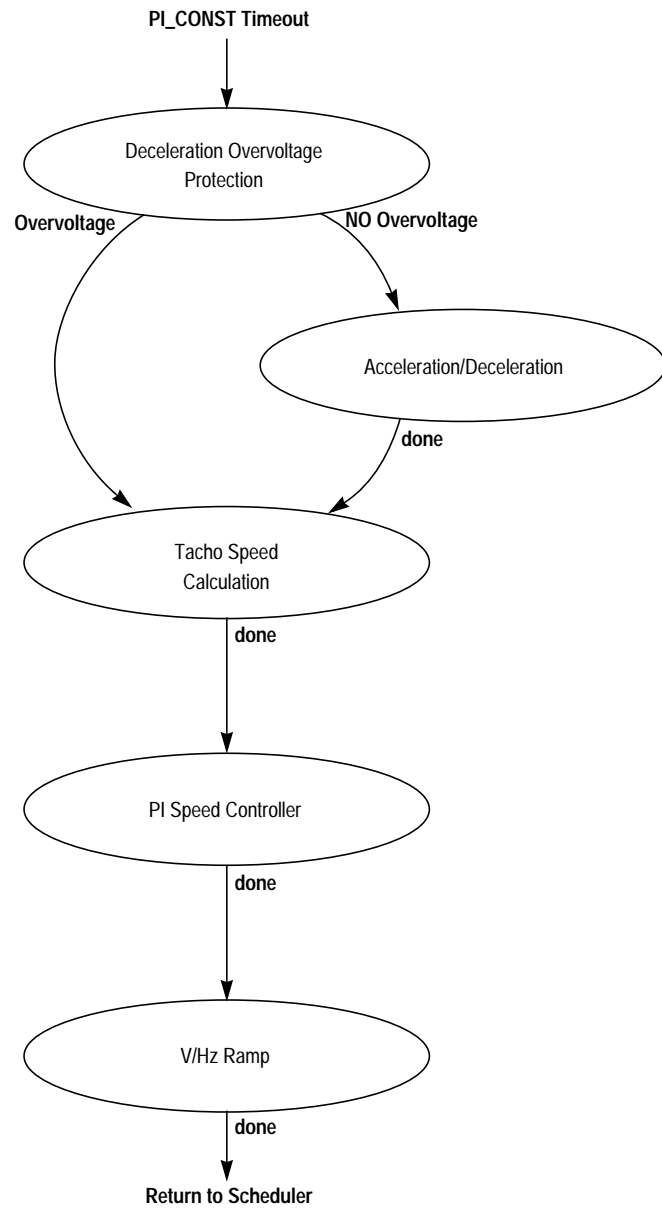 PI_CONST Timeout
Deceleration Overvoltage
Protection
Overvoltage
NO Overvoltage
Acceleration/Deceleration
done
Tacho Speed
Calculation
done
PI Speed Controller
done
V/Hz Ramp
done
Return to Scheduler